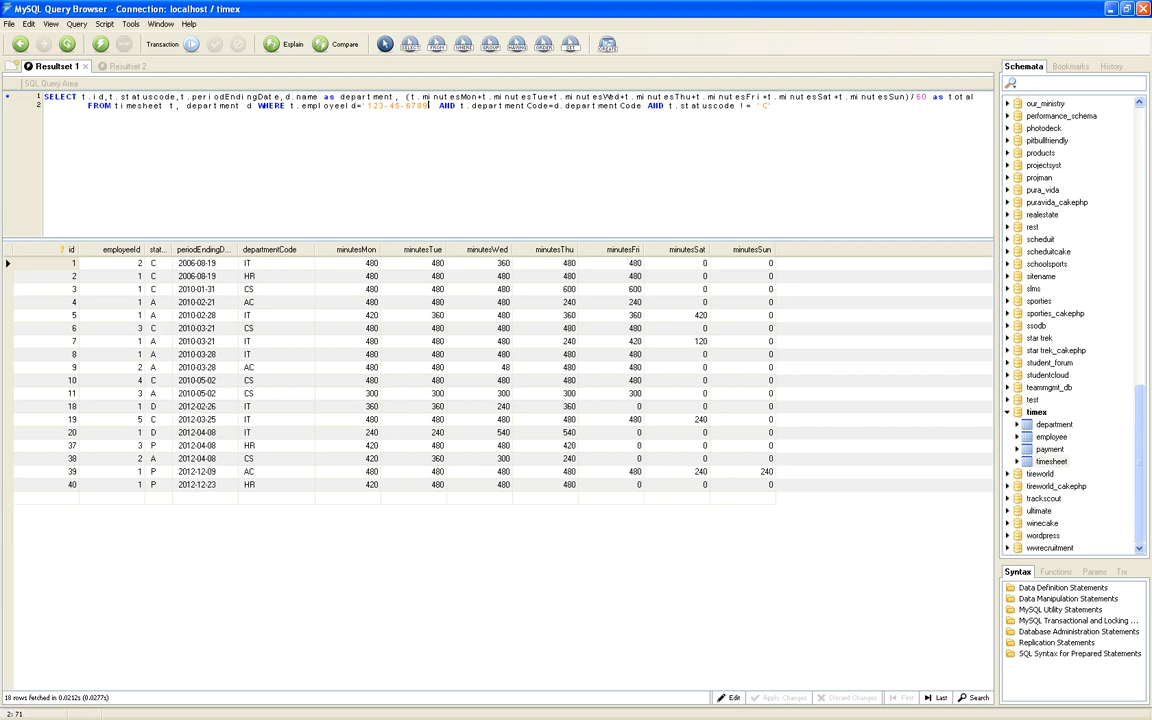 MySQL Query Browser - Connection: localhost / timex
File Edit View Query Script Tools Window Help
Transaction Explain Compare SELECT FROM WHERE GROUP HAVING ORDER SET CREATE
Resultset 1 Resultset 2
SQL Query Area
1 SELECT t.id,t.statuscode,t.periodEndingDate,d.name as department, (t.minutesMon+t.minutesTue+t.minutesWed+t.minutesThu+t.minutesFri+t.minutesSat+t.minutesSun)/60 as total
2 FROM timesheet t, department d WHERE t.employeeId='123-45-6789 AND t.departmentCode=d.departmentCode AND t.statuscode != 'C'
id employeeId stat... periodEndingD... departmentCode minutesMon minutesTue minutesWed minutesThu minutesFri minutesSat minutesSun
1 2 C 2006-08-19 IT 480 480 360 480 480 0 0
2 1 C 2006-08-19 HR 480 480 480 480 480 0 0
3 1 C 2010-01-31 CS 480 480 480 600 600 0 0
4 1 A 2010-02-21 AC 480 480 480 240 240 0 0
5 1 A 2010-02-28 IT 420 360 480 360 360 420 0
6 3 C 2010-03-21 CS 480 480 480 480 480 0 0
7 1 A 2010-03-21 IT 480 480 480 240 420 120 0
8 1 A 2010-03-28 IT 480 480 480 480 480 0 0
9 2 A 2010-03-28 AC 480 480 48 480 480 0 0
10 4 C 2010-05-02 CS 480 480 480 480 480 0 0
11 3 A 2010-05-02 CS 300 300 300 300 300 0 0
18 1 D 2012-02-26 IT 360 360 240 360 0 0 0
19 5 C 2012-03-25 IT 480 480 480 480 480 240 0
20 1 D 2012-04-08 IT 240 240 540 540 0 0 0
37 3 P 2012-04-08 HR 420 480 480 420 0 0 0
38 2 A 2012-04-08 CS 420 360 300 240 0 0 0
39 1 P 2012-12-09 AC 480 480 480 480 480 240 240
40 1 P 2012-12-23 HR 420 480 480 480 0 0 0
18 rows fetched in 0.0212s (0.0277s)
Edit Apply Changes Discard Changes First Last Search
2: 71
Schemata Bookmarks History
our_ministry
performance_schema
photodeck
pitbullfriendly
products
projectsyst
projman
pura_vida
puravida_cakephp
realestate
rest
scheduit
scheduitcake
schoolsports
sitename
slms
sporties
sporties_cakephp
ssodb
star trek
star trek_cakephp
student_forum
studentcloud
teammgmt_db
test
timex
department
employee
payment
timesheet
tireworld
tireworld_cakephp
trackscout
ultimate
winecake
wordpress
wwrecruitment
Syntax Functions Params Trx
Data Definition Statements
Data Manipulation Statements
MySQL Utility Statements
MySQL Transactional and Locking ...
Database Administration Statements
Replication Statements
SQL Syntax for Prepared Statements